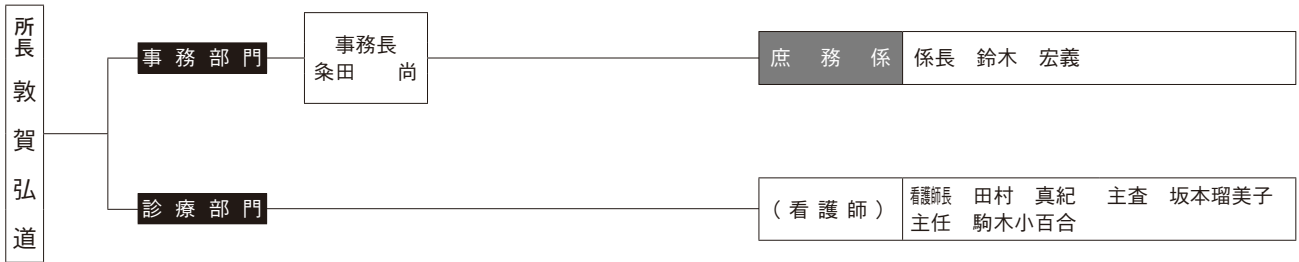 所長 敦賀弘道
事務部門
事務長
粂田 尚
庶務係
係長 鈴木 宏義
診療部門
(看護師)
看護師長 田村 真紀 主査 坂本瑠美子
主任 駒木小百合